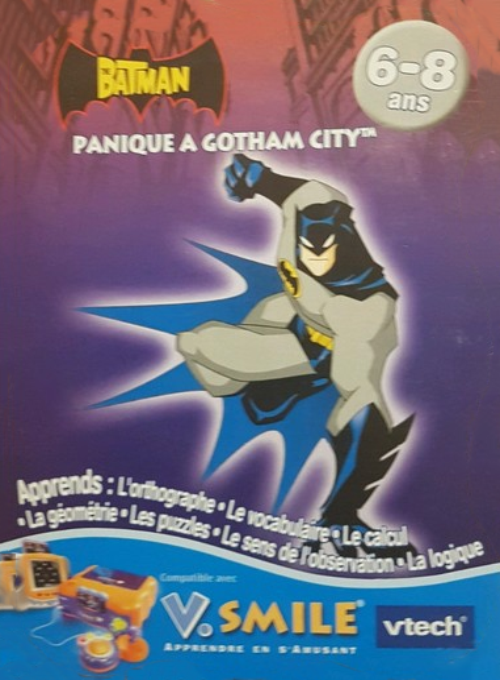 BATMAN
6-8
ans
PANIQUE A GOTHAM CITY™
Apprends : L'orthographe • Le vocabulaire • Le calcul
• La géométrie • Les puzzles • Le sens de l'observation • La logique
Compatible avec
V.SMILE®
vtech®
APPRENDRE EN S'AMUSANT